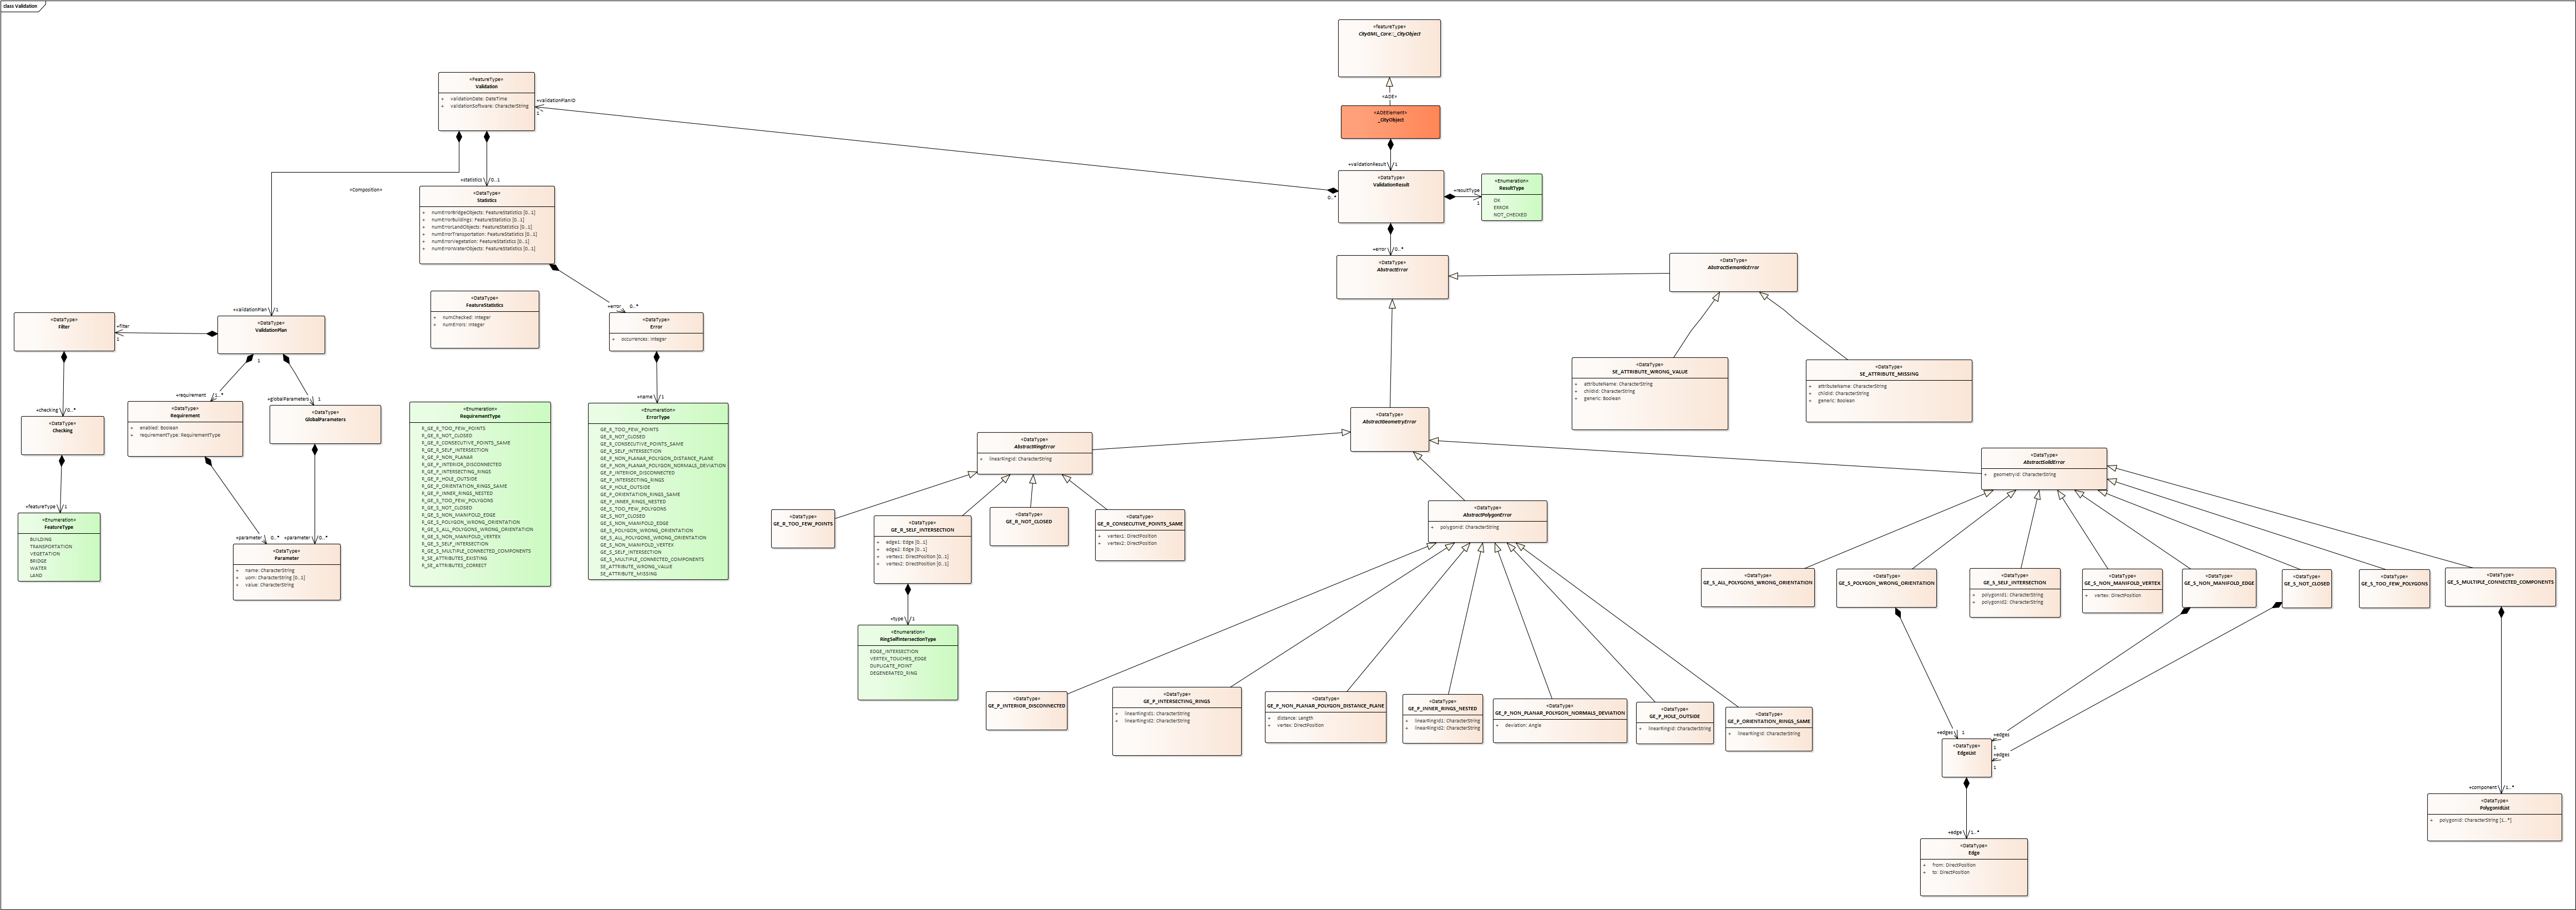 class Validation
«featureType»
CityGML_Core::_CityObject
«ADE»
«ADEElement»
_CityObject
+validationResult 1
«DataType»
ValidationResult
0..*
+resultType
1
«Enumeration»
ResultType
OK
ERROR
NOT_CHECKED
«FeatureType»
Validation
+ validationDate: DateTime
+ validationSoftware: CharacterString
+validationPlanID
1
«Composition»
+statistics 0..1
«DataType»
Statistics
+ numErrorBridgeObjects: FeatureStatistics [0..1]
+ numErrorBuildings: FeatureStatistics [0..1]
+ numErrorLandObjects: FeatureStatistics [0..1]
+ numErrorTransportation: FeatureStatistics [0..1]
+ numErrorVegetation: FeatureStatistics [0..1]
+ numErrorWaterObjects: FeatureStatistics [0..1]
«DataType»
FeatureStatistics
+ numChecked: Integer
+ numErrors: Integer
+error 0..*
«DataType»
Error
+ occurrences: Integer
+validationPlan 1
«DataType»
ValidationPlan
1
+filter
1
«DataType»
Filter
+checking 0..*
«DataType»
Checking
+featureType 1
«Enumeration»
FeatureType
BUILDING
TRANSPORTATION
VEGETATION
BRIDGE
WATER
LAND
+requirement 1..*
«DataType»
Requirement
+ enabled: Boolean
+ requirementType: RequirementType
+globalParameters 1
«DataType»
GlobalParameters
+parameter 0..*
+parameter 0..*
«DataType»
Parameter
+ name: CharacterString
+ uom: CharacterString [0..1]
+ value: CharacterString
«Enumeration»
RequirementType
R_GE_R_TOO_FEW_POINTS
R_GE_R_NOT_CLOSED
R_GE_R_CONSECUTIVE_POINTS_SAME
R_GE_R_SELF_INTERSECTION
R_GE_P_NON_PLANAR
R_GE_P_INTERIOR_DISCONNECTED
R_GE_P_INTERSECTING_RINGS
R_GE_P_HOLE_OUTSIDE
R_GE_P_ORIENTATION_RINGS_SAME
R_GE_P_INNER_RINGS_NESTED
R_GE_S_TOO_FEW_POLYGONS
R_GE_S_NOT_CLOSED
R_GE_S_NON_MANIFOLD_EDGE
R_GE_S_POLYGON_WRONG_ORIENTATION
R_GE_S_ALL_POLYGONS_WRONG_ORIENTATION
R_GE_S_NON_MANIFOLD_VERTEX
R_GE_S_SELF_INTERSECTION
R_GE_S_MULTIPLE_CONNECTED_COMPONENTS
R_SE_ATTRIBUTES_EXISTING
R_SE_ATTRIBUTES_CORRECT
+name 1
«Enumeration»
ErrorType
GE_R_TOO_FEW_POINTS
GE_R_NOT_CLOSED
GE_R_CONSECUTIVE_POINTS_SAME
GE_R_SELF_INTERSECTION
GE_P_NON_PLANAR_POLYGON_DISTANCE_PLANE
GE_P_NON_PLANAR_POLYGON_NORMALS_DEVIATION
GE_P_INTERIOR_DISCONNECTED
GE_P_INTERSECTING_RINGS
GE_P_HOLE_OUTSIDE
GE_P_ORIENTATION_RINGS_SAME
GE_P_INNER_RINGS_NESTED
GE_S_TOO_FEW_POLYGONS
GE_S_NOT_CLOSED
GE_S_NON_MANIFOLD_EDGE
GE_S_POLYGON_WRONG_ORIENTATION
GE_S_ALL_POLYGONS_WRONG_ORIENTATION
GE_S_NON_MANIFOLD_VERTEX
GE_S_SELF_INTERSECTION
GE_S_MULTIPLE_CONNECTED_COMPONENTS
SE_ATTRIBUTE_WRONG_VALUE
SE_ATTRIBUTE_MISSING
+error 0..*
«DataType»
AbstractError
«DataType»
AbstractSemanticError
«DataType»
SE_ATTRIBUTE_WRONG_VALUE
+ attributeName: CharacterString
+ childId: CharacterString
+ generic: Boolean
«DataType»
SE_ATTRIBUTE_MISSING
+ attributeName: CharacterString
+ childId: CharacterString
+ generic: Boolean
«DataType»
AbstractGeometryError
«DataType»
AbstractRingError
+ linearRingId: CharacterString
«DataType»
GE_R_TOO_FEW_POINTS
«DataType»
GE_R_SELF_INTERSECTION
+ edge1: Edge [0..1]
+ edge2: Edge [0..1]
+ vertex1: DirectPosition [0..1]
+ vertex2: DirectPosition [0..1]
«DataType»
GE_R_NOT_CLOSED
«DataType»
GE_R_CONSECUTIVE_POINTS_SAME
+ vertex1: DirectPosition
+ vertex2: DirectPosition
+type 1
«Enumeration»
RingSelfIntersectionType
EDGE_INTERSECTION
VERTEX_TOUCHES_EDGE
DUPLICATE_POINT
DEGENERATED_RING
«DataType»
AbstractPolygonError
+ polygonId: CharacterString
«DataType»
GE_P_INTERIOR_DISCONNECTED
«DataType»
GE_P_INTERSECTING_RINGS
+ linearRingId1: CharacterString
+ linearRingId2: CharacterString
«DataType»
GE_P_NON_PLANAR_POLYGON_DISTANCE_PLANE
+ distance: Length
+ vertex: DirectPosition
«DataType»
GE_P_INNER_RINGS_NESTED
+ linearRingId1: CharacterString
+ linearRingId2: CharacterString
«DataType»
GE_P_NON_PLANAR_POLYGON_NORMALS_DEVIATION
+ deviation: Angle
«DataType»
GE_P_HOLE_OUTSIDE
+ linearRingId: CharacterString
«DataType»
GE_P_ORIENTATION_RINGS_SAME
+ linearRingId: CharacterString
«DataType»
AbstractSolidError
+ geometryId: CharacterString
«DataType»
GE_S_ALL_POLYGONS_WRONG_ORIENTATION
«DataType»
GE_S_POLYGON_WRONG_ORIENTATION
«DataType»
GE_S_SELF_INTERSECTION
+ polygonId1: CharacterString
+ polygonId2: CharacterString
«DataType»
GE_S_NON_MANIFOLD_VERTEX
+ vertex: DirectPosition
«DataType»
GE_S_NON_MANIFOLD_EDGE
«DataType»
GE_S_NOT_CLOSED
«DataType»
GE_S_TOO_FEW_POLYGONS
«DataType»
GE_S_MULTIPLE_CONNECTED_COMPONENTS
+edges 1
+edges
1
+edges
1
«DataType»
EdgeList
+edge 1..*
«DataType»
Edge
+ from: DirectPosition
+ to: DirectPosition
+component 1..*
«DataType»
PolygonIdList
+ polygonId: CharacterString [1..*]